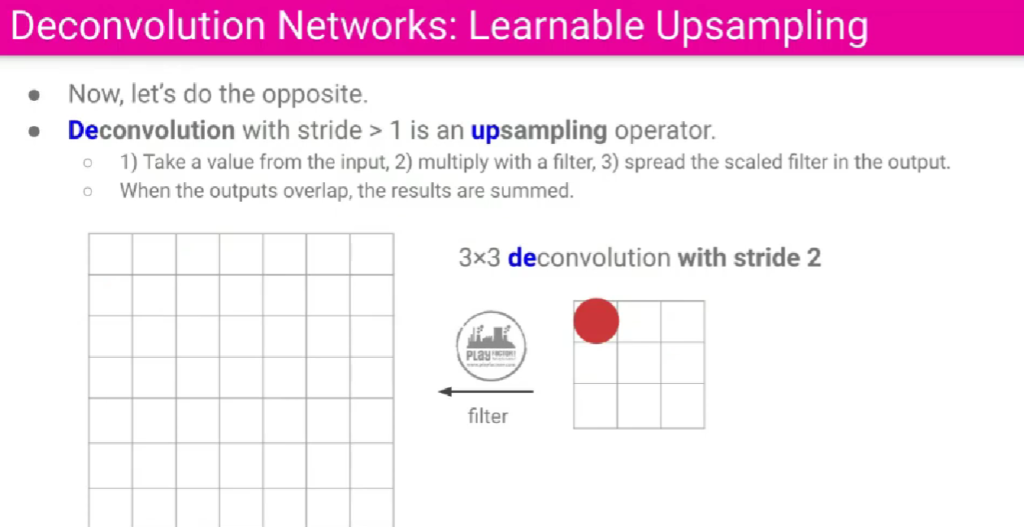 Deconvolution Networks: Learnable Upsampling
● Now, let's do the opposite.
● Deconvolution with stride > 1 is an upsampling operator.
○ 1) Take a value from the input, 2) multiply with a filter, 3) spread the scaled filter in the output.
○ When the outputs overlap, the results are summed.
3×3 deconvolution with stride 2
PLAY FACTORY
filter